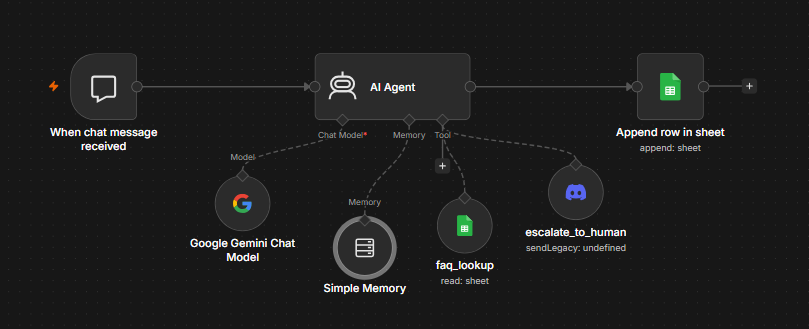 AI Agent
When chat message
received
Append row in sheet
append: sheet
Chat Model*
Memory
Tool
Model
Memory
Google Gemini Chat
Model
Simple Memory
faq_lookup
read: sheet
escalate_to_human
sendLegacy: undefined